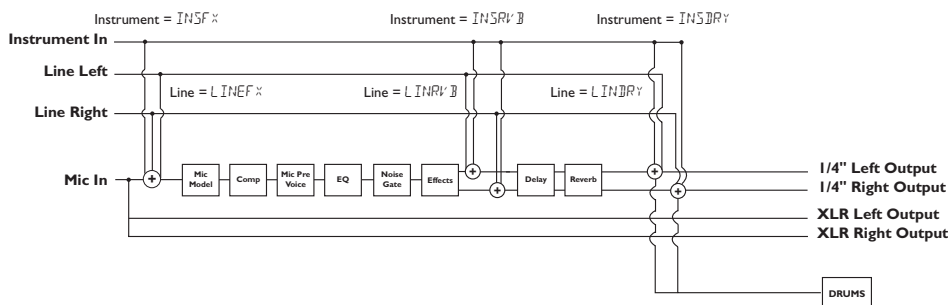 Instrument = INSFX
Instrument = INSRVB
Instrument = INSDRY
Instrument In
Line Left
Line = LINEFX
Line = LINRVB
Line = LINDRY
Line Right
Mic In
Mic
Model
Comp
Mic Pre
Voice
EQ
Noise
Gate
Effects
Delay
Reverb
1/4" Left Output
1/4" Right Output
XLR Left Output
XLR Right Output
DRUMS